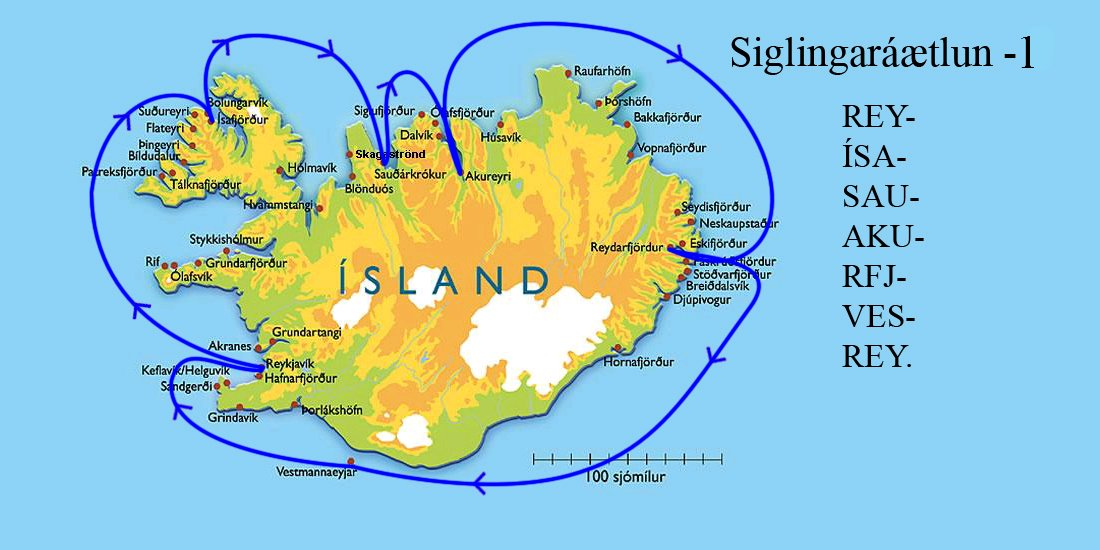 Siglingaráætlun -1
REY-
ÍSA-
SAU-
AKU-
RFJ-
VES-
REY.
Raufarhöfn
Þórshöfn
Bakkafjörður
Vopnafjörður
Seydisfjörður
Neskaupstaður
Reydarfjördur
Eskifjörður
Stöðvarfjörður
Breiðdalsvík
Djúpivogur
Hornafjörður
Bolungarvík
Suðureyri
Ísafjörður
Flateyri
Þingeyri
Bíldudalur
Patreksfjörður
Tálknafjörður
Hólmavík
Hvammstangi
Siglufjörður
Ólafsfjörður
Dalvík
Húsavík
Skagaströnd
Sauðárkrókur
Akureyri
Blönduós
Stykkishólmur
Rif
Grundarfjörður
Ólafsvík
ÍSLAND
Grundartangi
Akranes
Reykjavík
Keflavík/Helguvík
Hafnarfjörður
Sandgerði
Grindavík
Þorlákshöfn
Vestmannaeyjar
100 sjómílur